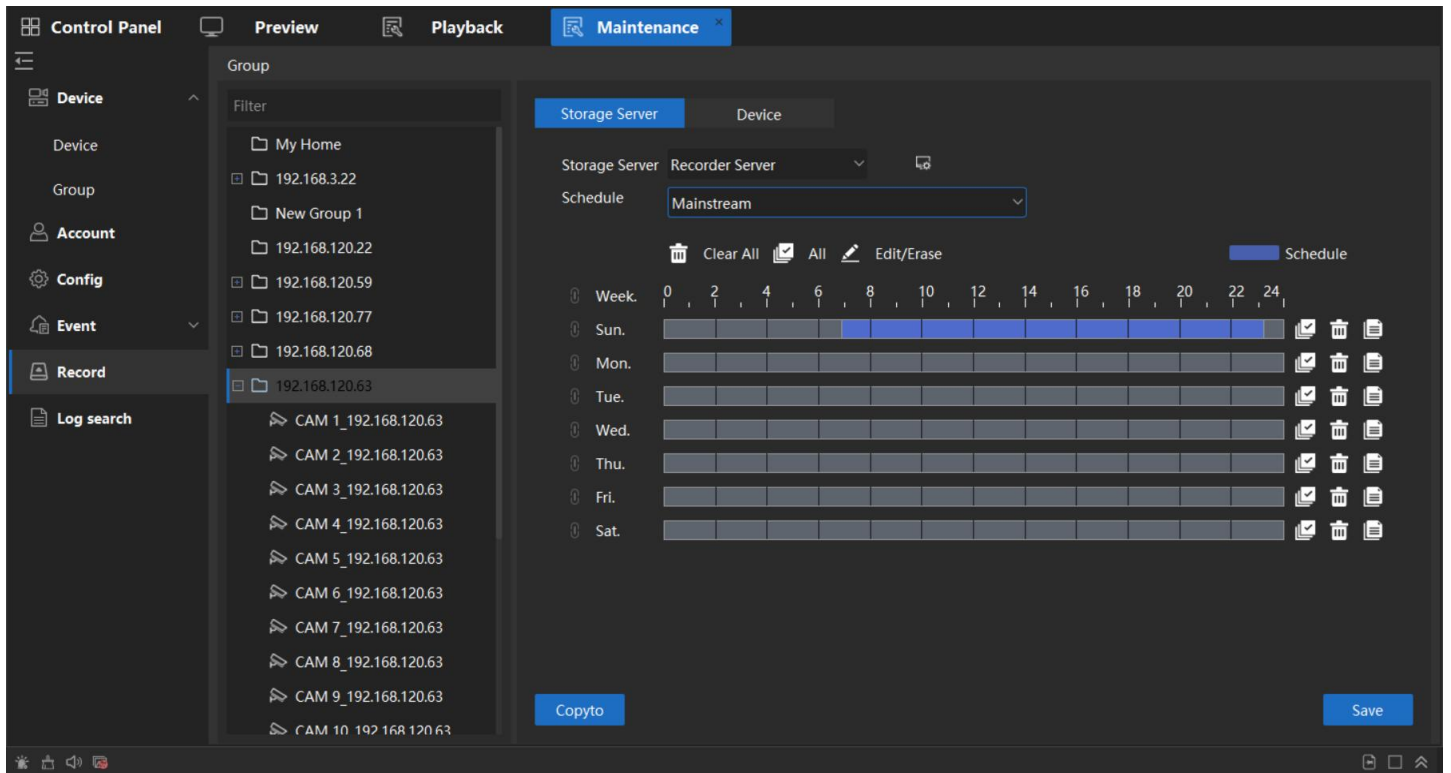 Control Panel Preview Playback Maintenance
Group
Device
Filter
Storage Server Device
My Home
Device
Storage Server Recorder Server
192.168.3.22
Group
Schedule Mainstream
New Group 1
Account
192.168.120.22
Clear All All Edit/Erase Schedule
Config
192.168.120.59
Week. 0 2 4 6 8 10 12 14 16 18 20 22 24
192.168.120.77
Event
Sun.
192.168.120.68
Mon.
Record
192.168.120.63
Tue.
Log search
CAM 1_192.168.120.63
Wed.
CAM 2_192.168.120.63
Thu.
CAM 3_192.168.120.63
Fri.
CAM 4_192.168.120.63
Sat.
CAM 5_192.168.120.63
CAM 6_192.168.120.63
CAM 7_192.168.120.63
CAM 8_192.168.120.63
CAM 9_192.168.120.63
Copyto Save
CAM 10_192.168.120.63